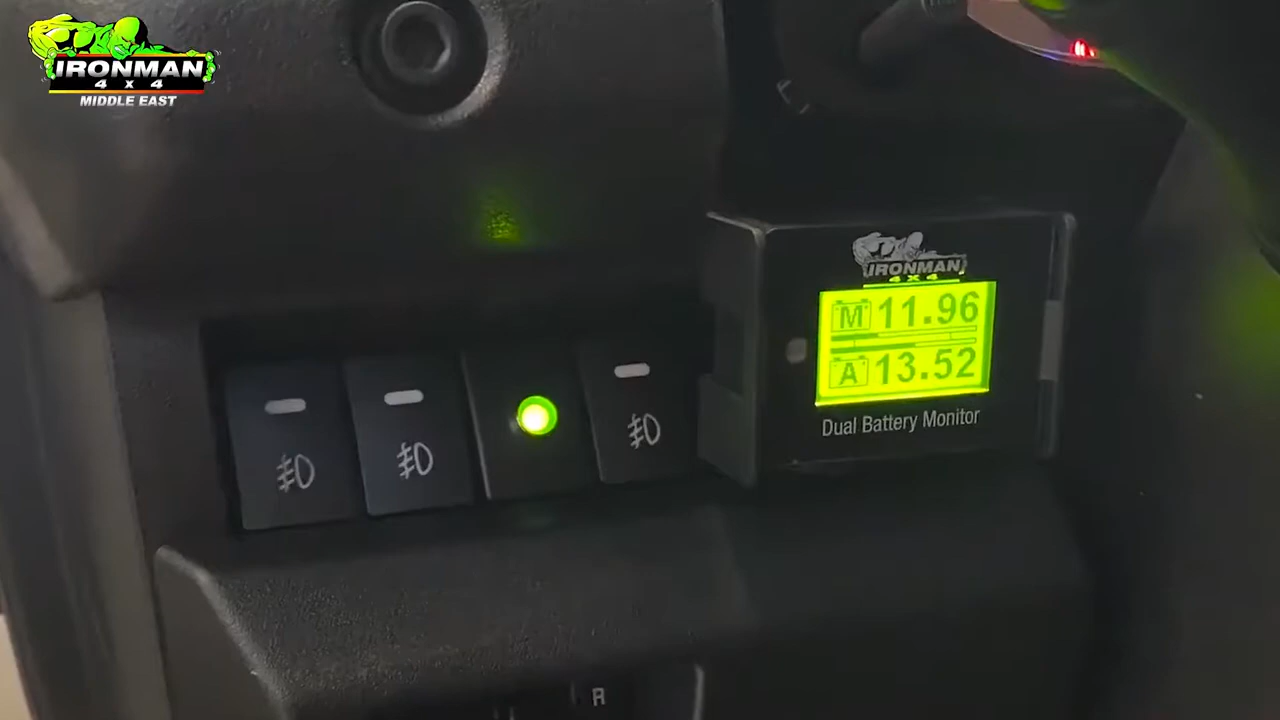 IRONMAN
4 x 4
MIDDLE EAST
IRONMAN
4 X 4
M 11.96
A 13.52
Dual Battery Monitor
R